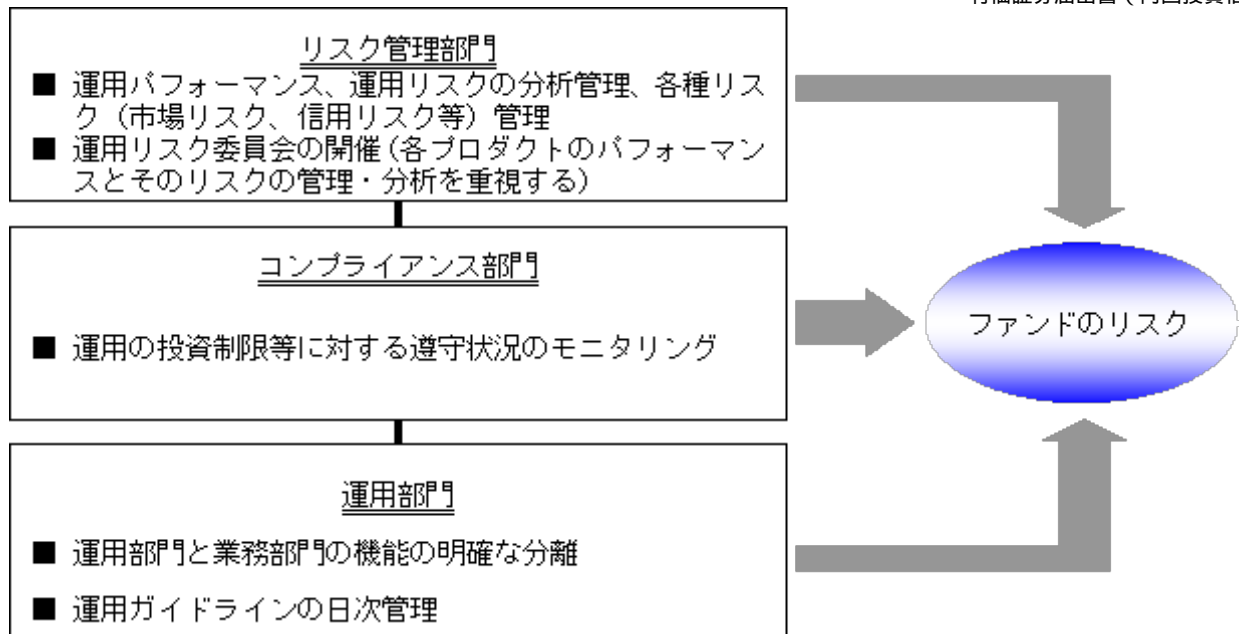 リスク管理部門
■ 運用パフォーマンス、運用リスクの分析管理、各種リス
ク（市場リスク、信用リスク等）管理
■ 運用リスク委員会の開催（各プロダクトのパフォーマン
スとそのリスクの管理・分析を重視する）
コンプライアンス部門
■ 運用の投資制限等に対する遵守状況のモニタリング
ファンドのリスク
運用部門
■ 運用部門と業務部門の機能の明確な分離
■ 運用ガイドラインの日次管理